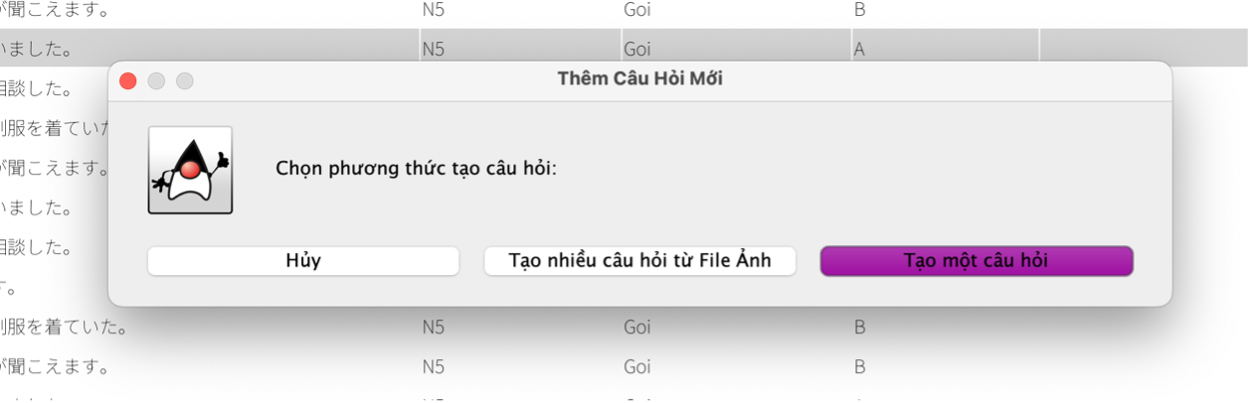 が聞こえます。 N5 Goi B
いました。 N5 Goi A
Thêm Câu Hỏi Mới
相談した。
制服を着ていた
Chọn phương thức tạo câu hỏi:
が聞こえます。
いました。
相談した。
Hủy Tạo nhiều câu hỏi từ File Ảnh Tạo một câu hỏi
す。
制服を着ていた。 N5 Goi B
が聞こえます。 N5 Goi B